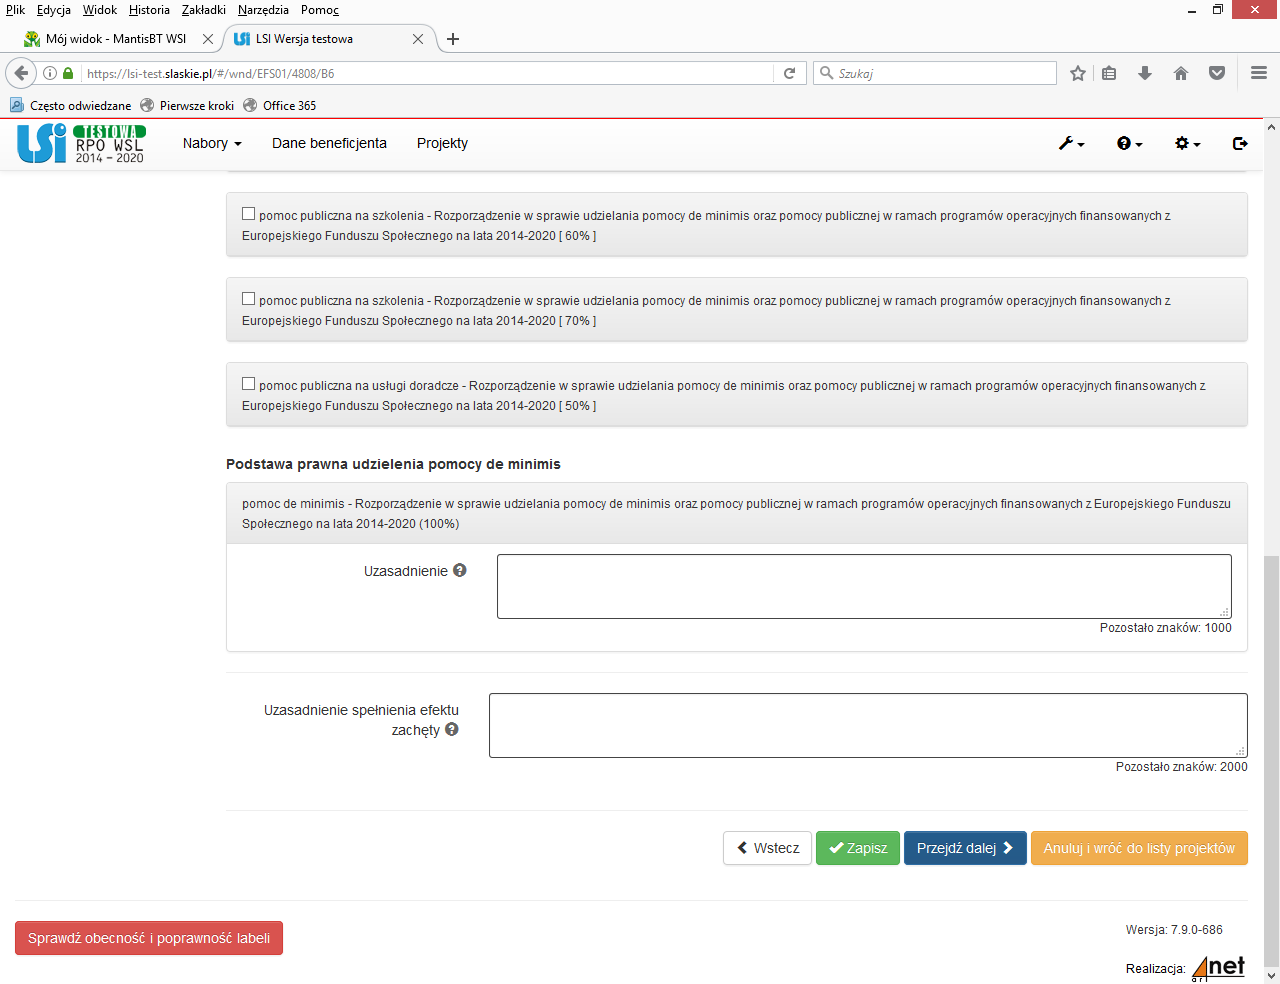 Plik Edycja Widok Historia Zakładki Narzędzia Pomoc
Mój widok - MantisBT WSl
LSI Wersja testowa
https://lsi-test.slaskie.pl/#/wnd/EFS01/4808/B6
Szukaj
Często odwiedzane Pierwsze kroki Office 365
LSi TESTOWA
RPO WSL
2014 – 2020
Nabory Dane beneficjenta Projekty
pomoc publiczna na szkolenia - Rozporządzenie w sprawie udzielania pomocy de minimis oraz pomocy publicznej w ramach programów operacyjnych finansowanych z
Europejskiego Funduszu Społecznego na lata 2014-2020 [ 60% ]
pomoc publiczna na szkolenia - Rozporządzenie w sprawie udzielania pomocy de minimis oraz pomocy publicznej w ramach programów operacyjnych finansowanych z
Europejskiego Funduszu Społecznego na lata 2014-2020 [ 70% ]
pomoc publiczna na usługi doradcze - Rozporządzenie w sprawie udzielania pomocy de minimis oraz pomocy publicznej w ramach programów operacyjnych finansowanych z
Europejskiego Funduszu Społecznego na lata 2014-2020 [ 50% ]
Podstawa prawna udzielenia pomocy de minimis
pomoc de minimis - Rozporządzenie w sprawie udzielania pomocy de minimis oraz pomocy publicznej w ramach programów operacyjnych finansowanych z Europejskiego Funduszu
Społecznego na lata 2014-2020 (100%)
Uzasadnienie
Pozostało znaków: 1000
Uzasadnienie spełnienia efektu
zachęty
Pozostało znaków: 2000
Wstecz Zapisz Przejdź dalej Anuluj i wróć do listy projektów
Sprawdź obecność i poprawność labeli
Wersja: 7.9.0-686
Realizacja: 4net
art